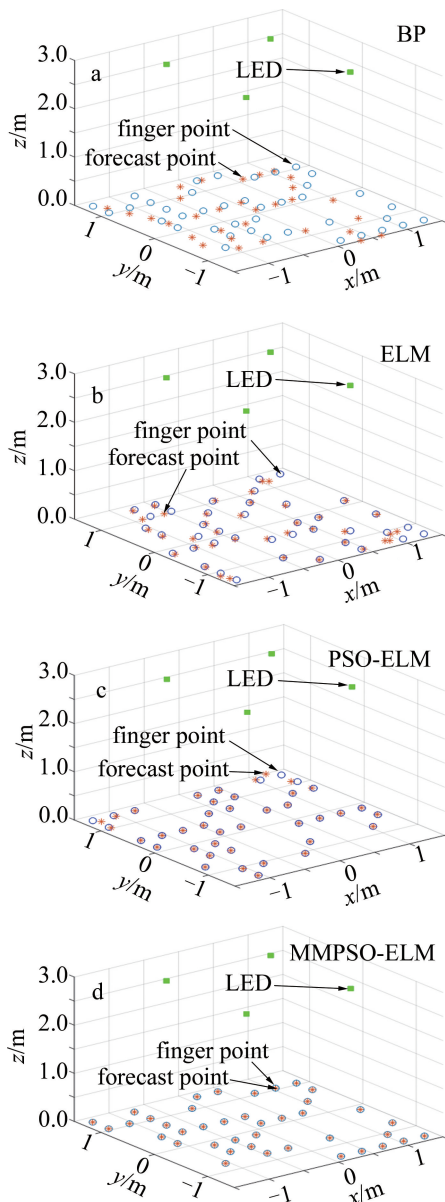 BP
3.0
a
LED
2.0
finger point
z/m
1.0
forecast point
0.0
1
0
−1
y/m
−1
0
1
x/m
ELM
3.0
b
LED
2.0
finger point
z/m
1.0
forecast point
0.0
1
0
−1
y/m
−1
0
1
x/m
PSO-ELM
3.0
c
LED
2.0
finger point
z/m
1.0
forecast point
0.0
1
0
−1
y/m
−1
0
1
x/m
MMPSO-ELM
3.0
d
LED
2.0
finger point
z/m
1.0
forecast point
0.0
1
0
−1
y/m
−1
0
1
x/m